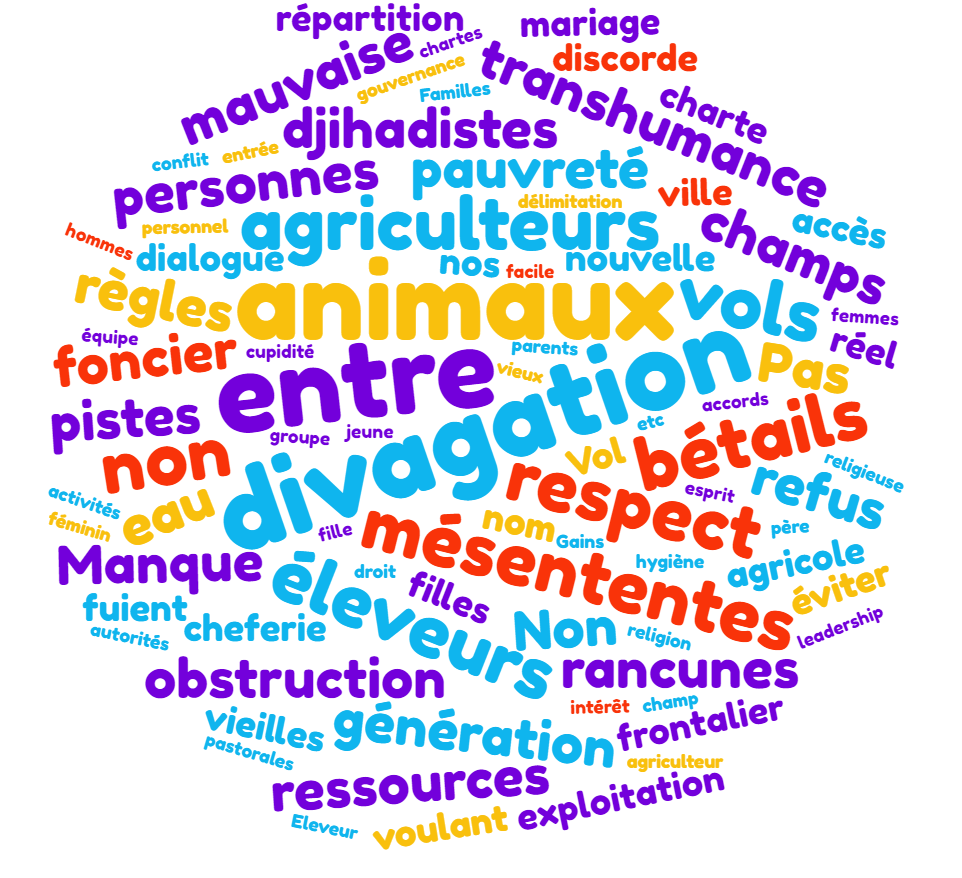 répartition
mariage
mauvaise
chartes
discorde
transhumance
gouvernance
Familles
charte
djihadistes
conflit
entrée
personnes
pauvreté
ville
délimitation
agriculteurs
champs
accès
personnel
hommes
dialogue
nos
facile
nouvelle
règles
animaux
vols
femmes
équipe
foncier
cupidité
entre
parents
vieux
divagation
Pas
réel
pistes
groupe
jeune
etc
accords
bétails
non
Vol
respect
refus
religieuse
esprit
activités
féminin
eau
fille
mésententes
nom
Gains
père
Manque
éleveurs
droit
filles
hygiène
agricole
éviter
fuient
autorités
cheferie
Non
religion
leadership
obstruction
rancunes
intérêt
champ
vieilles
génération
frontalier
pastorales
agriculteur
ressources
exploitation
Eleveur
voulant